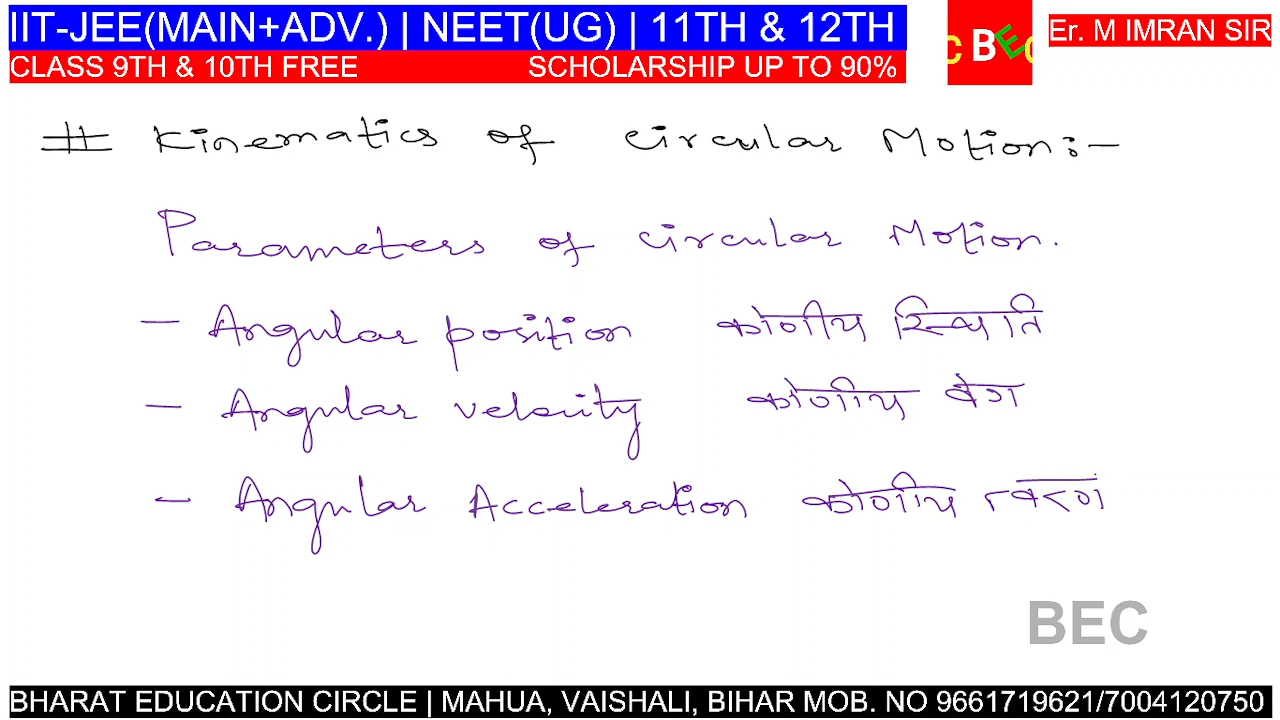 IIT-JEE(MAIN+ADV.) | NEET(UG) | 11TH & 12TH
CLASS 9TH & 10TH FREE SCHOLARSHIP UP TO 90%
C BEC
Er. M IMRAN SIR
# Kinematics of Circular Motion:-
Parameters of circular Motion.
- Angular position कोणीय स्थिति
- Angular velocity कोणीय वेग
- Angular Acceleration कोणीय त्वरण
BEC
BHARAT EDUCATION CIRCLE | MAHUA, VAISHALI, BIHAR MOB. NO 9661719621/7004120750